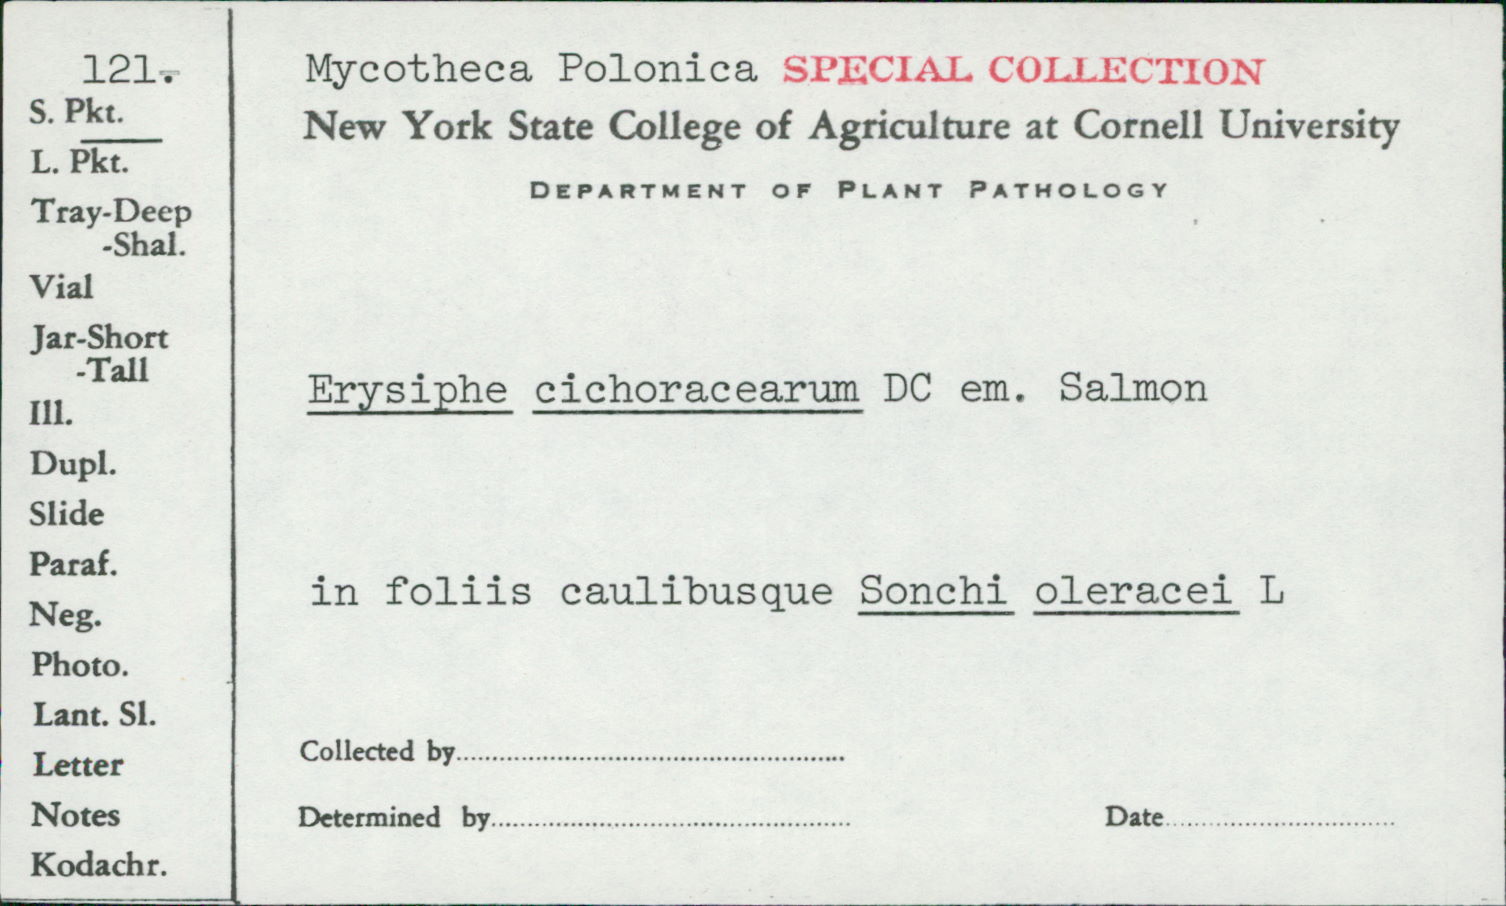 121.
S. Pkt.
L. Pkt.
Tray-Deep
-Shal.
Vial
Jar-Short
-Tall
Ill.
Dupl.
Slide
Paraf.
Neg.
Photo.
Lant. Sl.
Letter
Notes
Kodachr.
Mycotheca Polonica SPECIAL COLLECTION
New York State College of Agriculture at Cornell University
DEPARTMENT OF PLANT PATHOLOGY
Erysiphe cichoracearum DC em. Salmon
in foliis caulibusque Sonchi oleracei L
Collected by
Determined by Date